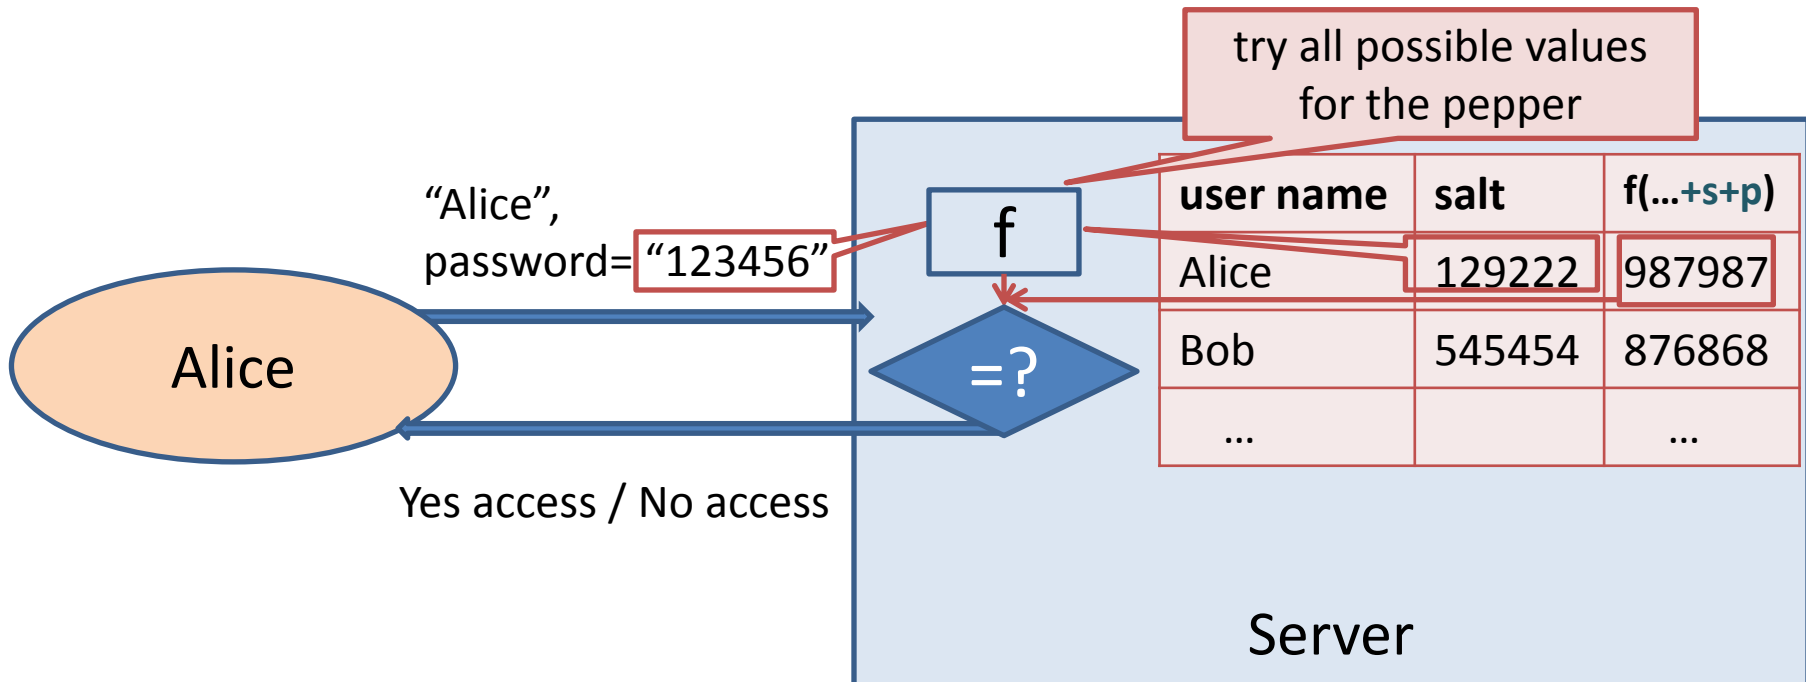 try all possible values
for the pepper
“Alice”,
password= “123456”
f
user name salt f(…+s+p)
Alice 129222 987987
Bob 545454 876868
… …
Alice
=?
Yes access / No access
Server